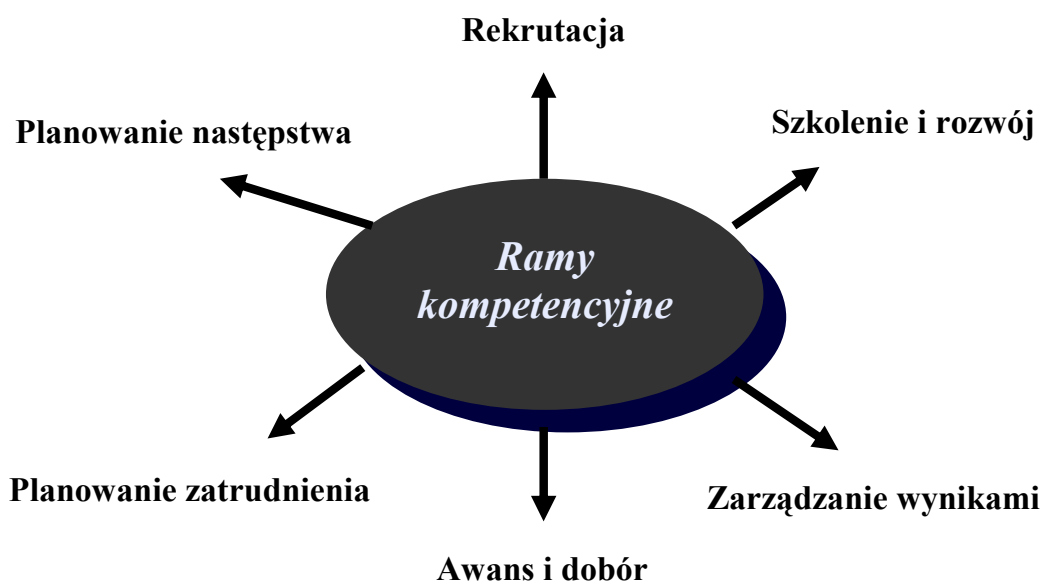 Rekrutacja
Planowanie następstwa
Szkolenie i rozwój
Ramy
kompetencyjne
Planowanie zatrudnienia
Zarządzanie wynikami
Awans i dobór